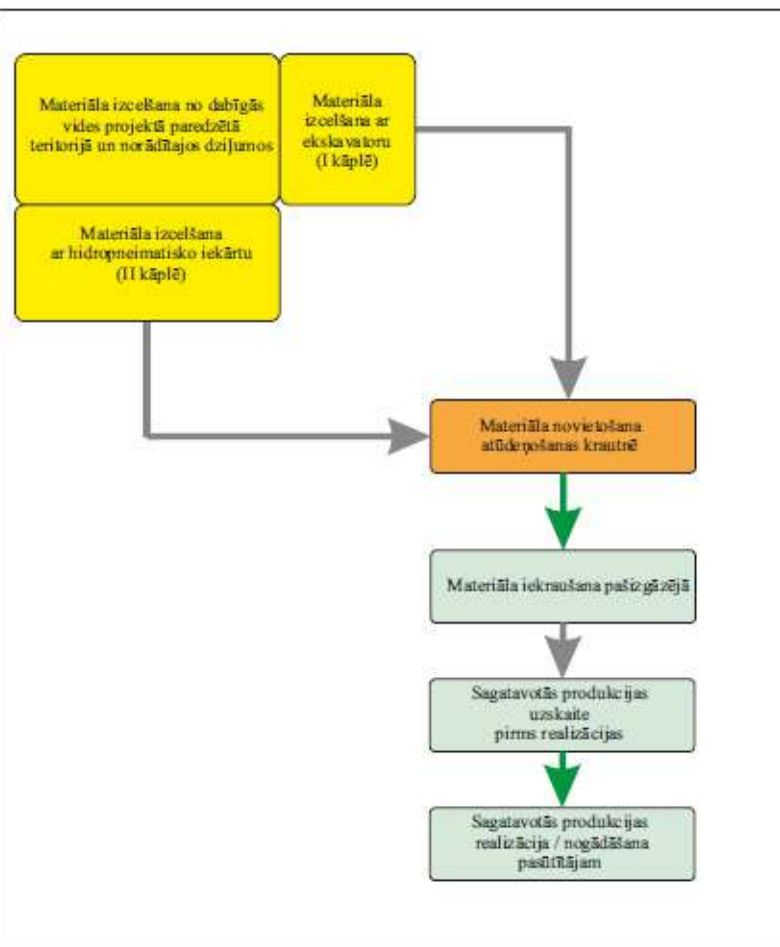 Materiāla izcelšana no dabīgās
vides projektā paredzētā
teritorijā un norādītajos dziļumos
Materiāla
izcelšana ar
ekskavatoru
(I kāplē)
Materiāla izcelšana
ar hidropneimatisko iekārtu
(II kāplē)
Materiāla novietošana
atūdeņošanas krautnē
Materiāla iekraušana pašizgāzējā
Sagatavotās produkcijas
uzskaite
pirms realizācijas
Sagatavotās produkcijas
realizācija / nogādāšana
pasūtītājam